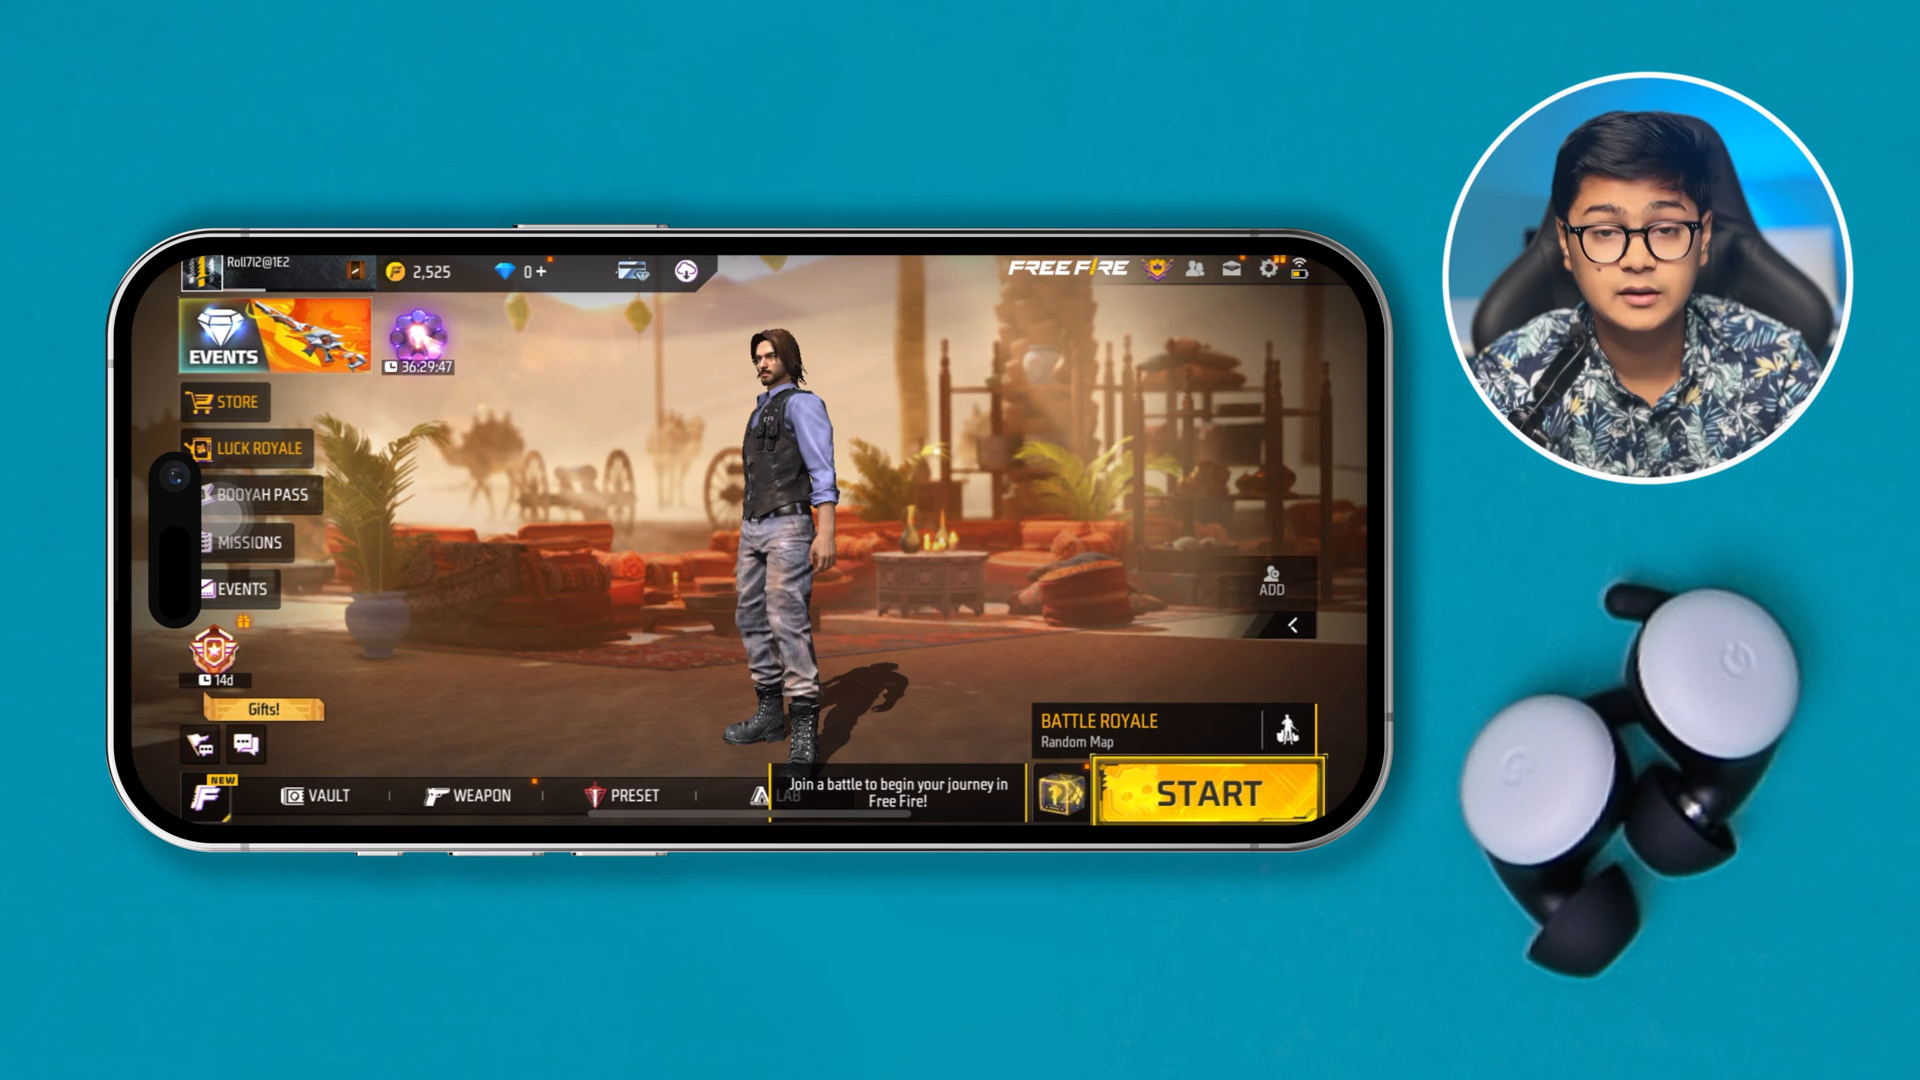 Roll7I2@1E2
2,525
0 +
FREE FIRE
EVENTS
36:29:47
STORE
LUCK ROYALE
BOOYAH PASS
MISSIONS
EVENTS
ADD
14d
Gifts!
BATTLE ROYALE
Random Map
NEW
VAULT
WEAPON
PRESET
LAB
Join a battle to begin your journey in
Free Fire!
START